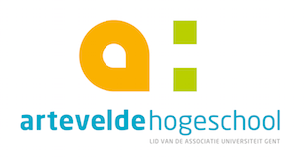 arteveldehogeschool
LID VAN DE ASSOCIATIE UNIVERSITEIT GENT